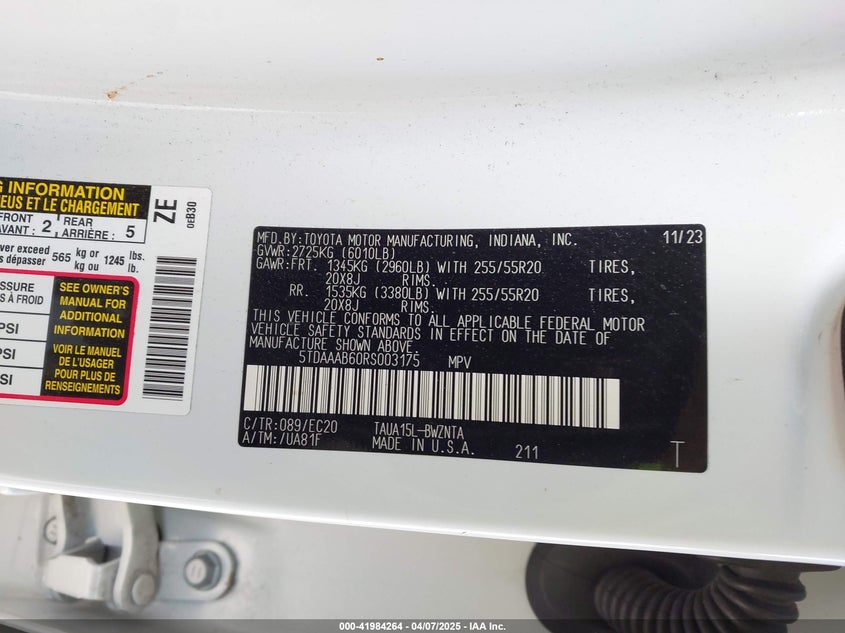 G INFORMATION
EUS ET LE CHARGEMENT
FRONT
AVANT : 2
REAR
ARRIÈRE : 5
ver exceed 565 kg or 1245 lbs.
s dépasser kg ou lb.
ESSURE
S À FROID
PSI
PSI
SEE OWNER'S
MANUAL FOR
ADDITIONAL
INFORMATION
VOIR LE MANUEL
DE L'USAGER
POUR PLUS DE
RENSEIGNEMENTS
ZE
0EB30
MFD.BY:TOYOTA MOTOR MANUFACTURING, INDIANA, INC. 11/23
GVWR:2725KG (6010LB)
GAWR:FRT. 1345KG (2960LB) WITH 255/55R20 TIRES,
20X8J RIMS.
RR. 1535KG (3380LB) WITH 255/55R20 TIRES,
20X8J RIMS.
THIS VEHICLE CONFORMS TO ALL APPLICABLE FEDERAL MOTOR
VEHICLE SAFETY STANDARDS IN EFFECT ON THE DATE OF
MANUFACTURE SHOWN ABOVE.
5TDAAAB60RS003175 MPV
C/TR:089/EC20 TAUA15L-BWZNTA
A/TM:/UA81F MADE IN U.S.A. 211
T
000-41984264 - 04/07/2025 - IAA Inc.